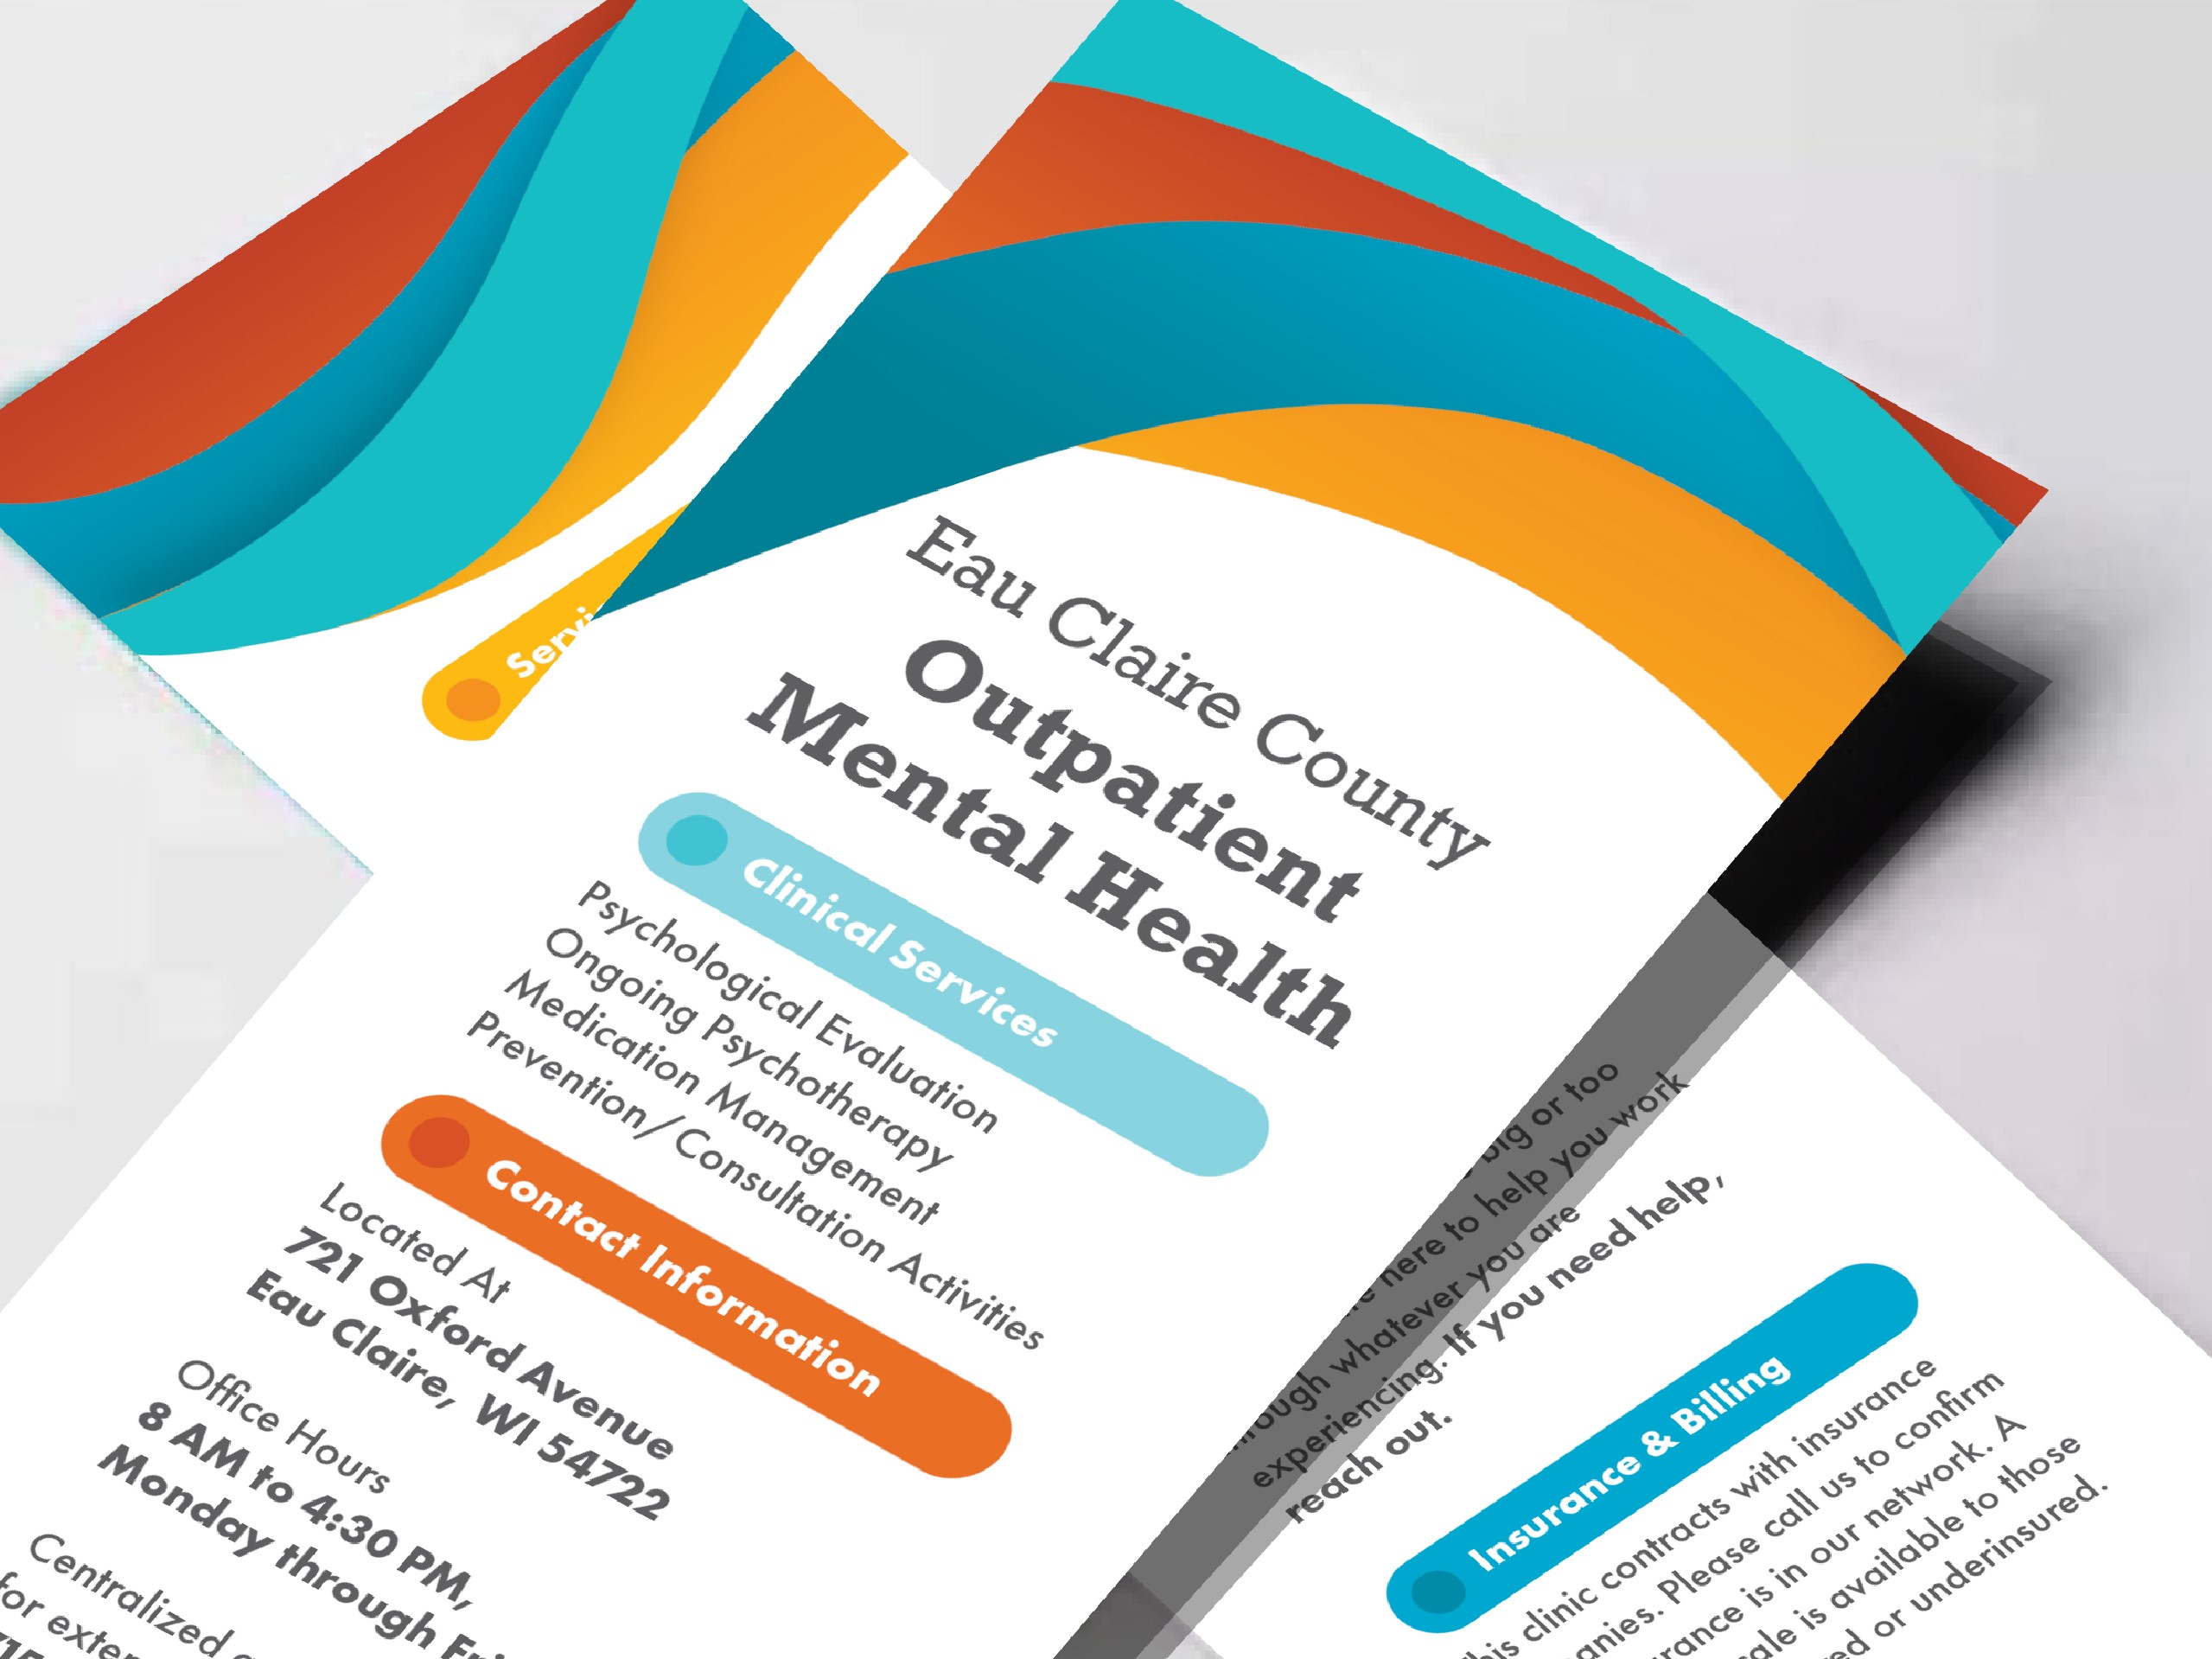 Eau Claire County
Outpatient
Mental Health
Clinical Services
Psychological Evaluation
Ongoing Psychotherapy
Medication Management
Prevention/Consultation Activities
Contact Information
Located At
721 Oxford Avenue
Eau Claire, WI 54722
Office Hours
8 AM to 4:30 PM,
Monday through
Centralized
for
big or too
here to help you work
whatever you are
experiencing. If you need help,
reach out.
Insurance & Billing
clinic contracts with insurance
Please call us to confirm
is in our network. A
is available to those
or underinsured.